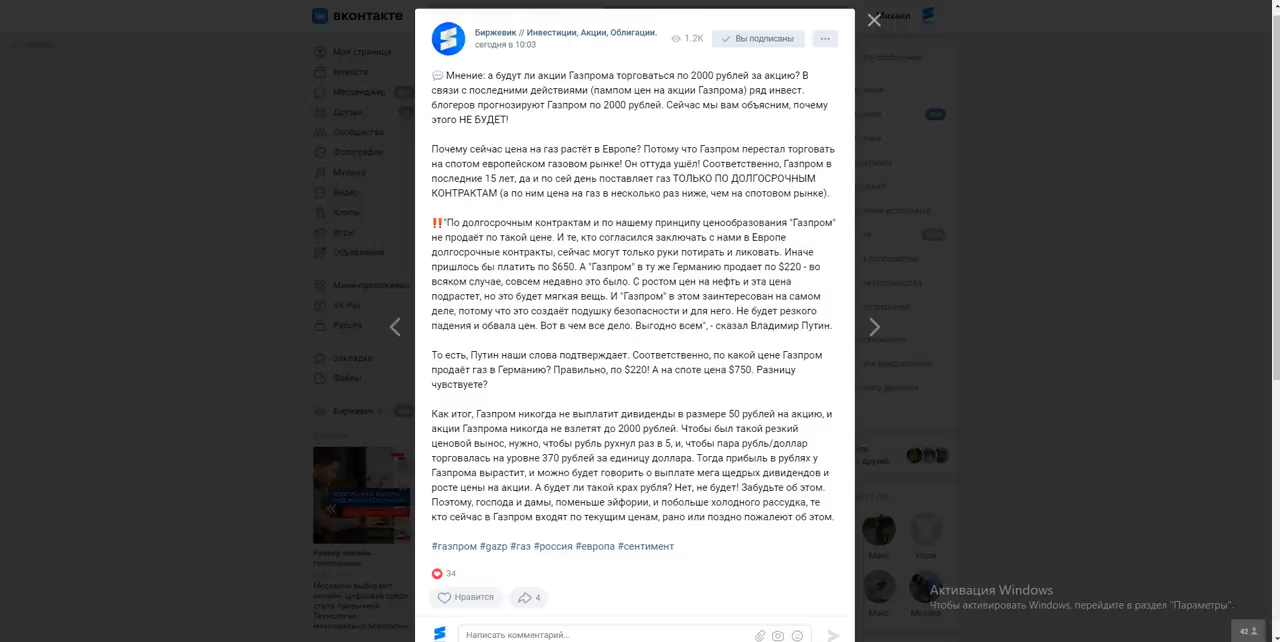 вконтакте
Михаил
Биржевик // Инвестиции, Акции, Облигации.
сегодня в 10:03
1.2K
Вы подписаны
Моя страница
Новости
Мессенджер
Друзья
Сообщества
Фотографии
Музыка
Видео
Клипы
Игры
Объявления
Мини-приложения
VK Pay
Работа
Закладки
Файлы
Биржевик
💬 Мнение: а будут ли акции Газпрома торговаться по 2000 рублей за акцию? В
связи с последними действиями (пампом цен на акции Газпрома) ряд инвест.
блогеров прогнозируют Газпром по 2000 рублей. Сейчас мы вам объясним, почему
этого НЕ БУДЕТ!
Почему сейчас цена на газ растёт в Европе? Потому что Газпром перестал торговать
на спотом европейском газовом рынке! Он оттуда ушёл! Соответственно, Газпром в
последние 15 лет, да и по сей день поставляет газ ТОЛЬКО ПО ДОЛГОСРОЧНЫМ
КОНТРАКТАМ (а по ним цена на газ в несколько раз ниже, чем на спотовом рынке).
‼"По долгосрочным контрактам и по нашему принципу ценообразования "Газпром"
не продаёт по такой цене. И те, кто согласился заключать с нами в Европе
долгосрочные контракты, сейчас могут только руки потирать и ликовать. Иначе
пришлось бы платить по $650. А "Газпром" в ту же Германию продает по $220 - во
всяком случае, совсем недавно это было. С ростом цен на нефть и эта цена
подрастет, но это будет мягкая вещь. И "Газпром" в этом заинтересован на самом
деле, потому что это создаёт подушку безопасности и для него. Не будет резкого
падения и обвала цен. Вот в чем все дело. Выгодно всем", - сказал Владимир Путин.
То есть, Путин наши слова подтверждает. Соответственно, по какой цене Газпром
продаёт газ в Германию? Правильно, по $220! А на споте цена $750. Разницу
чувствуете?
Как итог, Газпром никогда не выплатит дивиденды в размере 50 рублей на акцию, и
акции Газпрома никогда не взлетят до 2000 рублей. Чтобы был такой резкий
ценовой вынос, нужно, чтобы рубль рухнул раз в 5, и, чтобы пара рубль/доллар
торговалась на уровне 370 рублей за единицу доллара. Тогда прибыль в рублях у
Газпрома вырастит, и можно будет говорить о выплате мега щедрых дивидендов и
росте цены на акции. А будет ли такой крах рубля? Нет, не будет! Забудьте об этом.
Поэтому, господа и дамы, поменьше эйфории, и побольше холодного рассудка, те
кто сейчас в Газпром входят по текущим ценам, рано или поздно пожалеют об этом.
#газпром #gazp #газ #россия #европа #сентимент
34
Нравится
4
Написать комментарий...
Активация Windows
Чтобы активировать Windows, перейдите в раздел "Параметры".
42